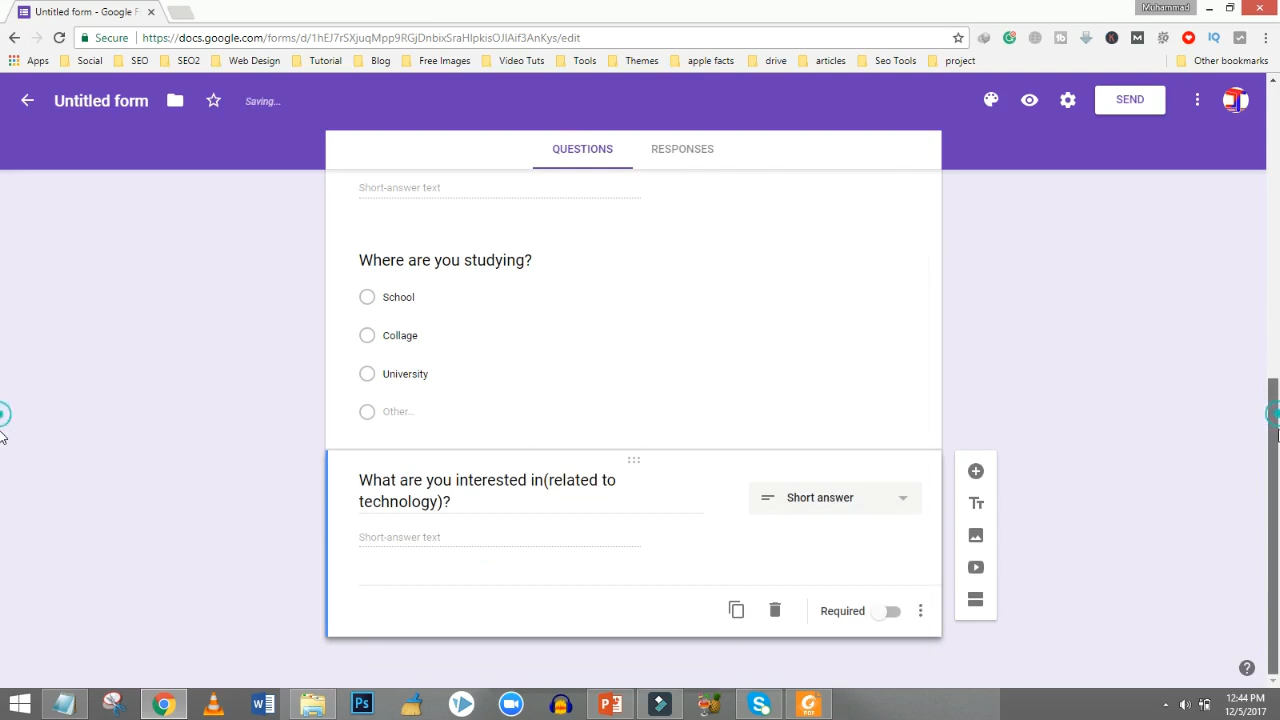 Untitled form - Google F
Muhammad
Secure
https://docs.google.com/forms/d/1hEJ7rSXjuqMpp9RGjDnbixSraHIpkisOJIAif3AnKys/edit
Apps Social SEO SEO2 Web Design Tutorial Blog Free Images Video Tuts Tools Themes apple facts drive articles Seo Tools project Other bookmarks
Untitled form Saving... SEND
QUESTIONS RESPONSES
Short-answer text
Where are you studying?
School
Collage
University
Other...
What are you interested in(related to
technology)?
Short answer
Short-answer text
Required
12:44 PM
12/5/2017